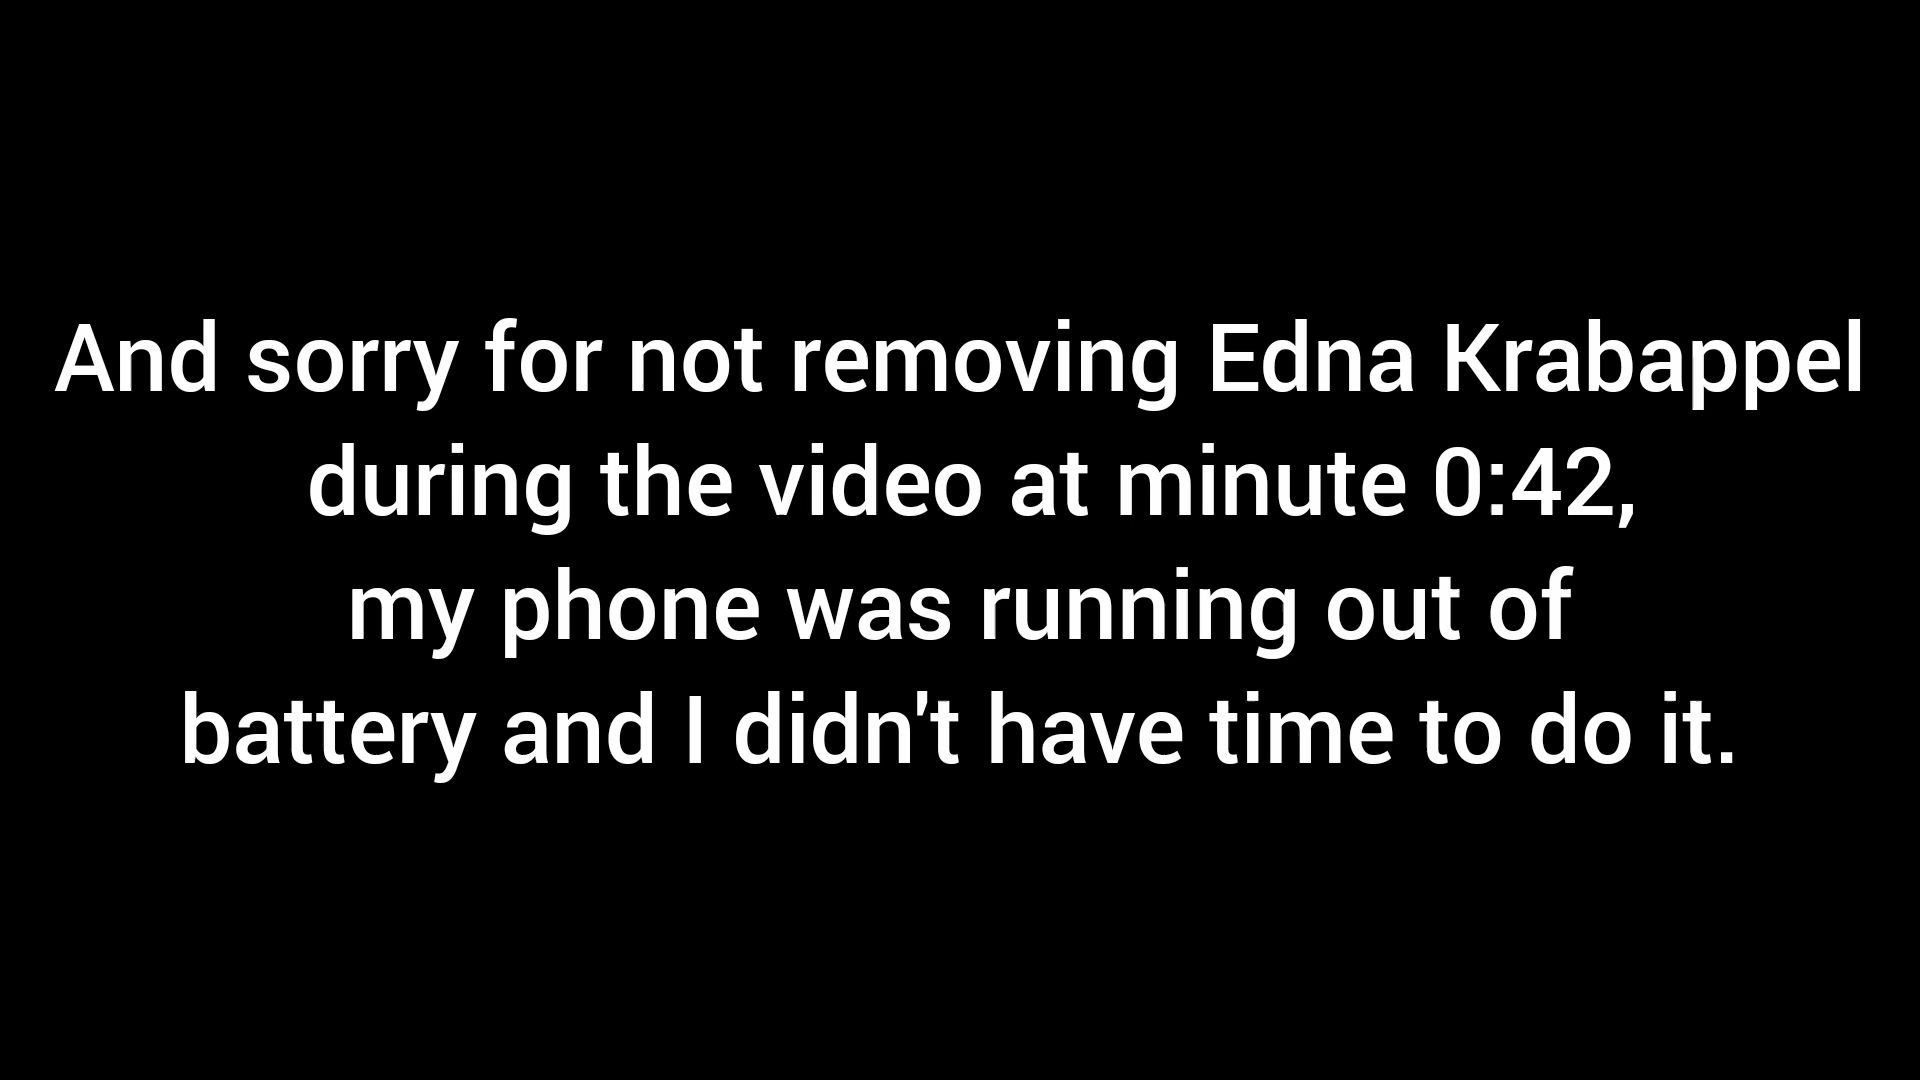 And sorry for not removing Edna Krabappel
during the video at minute 0:42,
my phone was running out of
battery and I didn't have time to do it.